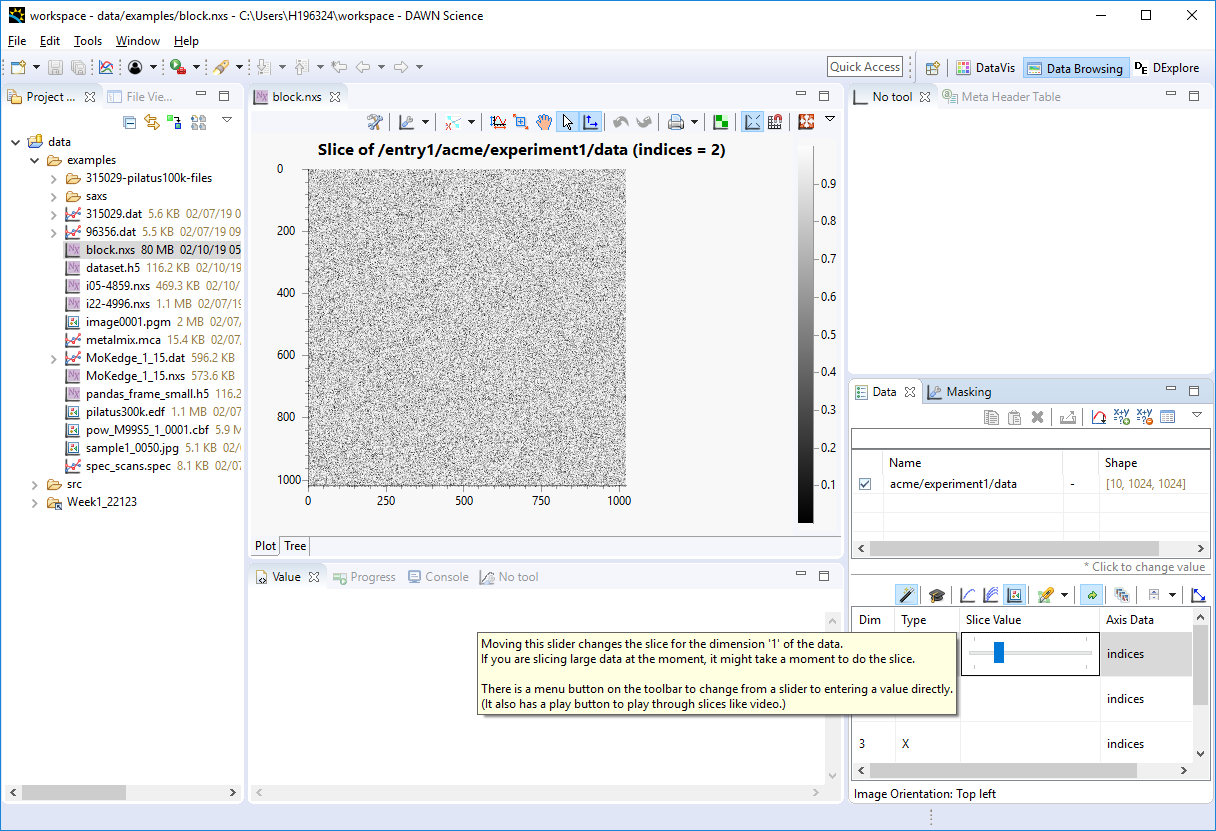 workspace - data/examples/block.nxs - C:\Users\H196324\workspace - DAWN Science
File Edit Tools Window Help
Quick Access
DataVis
Data Browsing
DExplore
Project ...
File Vie...
data
examples
315029-pilatus100k-files
saxs
315029.dat 5.6 KB 02/07/19 0
96356.dat 5.5 KB 02/07/19 09
block.nxs 80 MB 02/10/19 05
dataset.h5 116.2 KB 02/10/19
i05-4859.nxs 469.3 KB 02/10/
i22-4996.nxs 1.1 MB 02/07/19
image0001.pgm 2 MB 02/07/
metalmix.mca 15.4 KB 02/07/
MoKedge_1_15.dat 596.2 KB
MoKedge_1_15.nxs 573.6 KB
pandas_frame_small.h5 116.2
pilatus300k.edf 1.1 MB 02/07
pow_M99S5_1_0001.cbf 5.9 M
sample1_0050.jpg 5.1 KB 02/0
spec_scans.spec 8.1 KB 02/07
src
Week1_22123
block.nxs
Slice of /entry1/acme/experiment1/data (indices = 2)
0
200
400
600
800
1000
0 250 500 750 1000
0.9
0.8
0.7
0.6
0.5
0.4
0.3
0.2
0.1
Plot Tree
Value Progress Console No tool
Moving this slider changes the slice for the dimension '1' of the data.
If you are slicing large data at the moment, it might take a moment to do the slice.
There is a menu button on the toolbar to change from a slider to entering a value directly.
(It also has a play button to play through slices like video.)
No tool Meta Header Table
Data Masking
Name Shape
acme/experiment1/data - [10, 1024, 1024]
* Click to change value
Dim Type Slice Value Axis Data
indices
indices
3 X indices
Image Orientation: Top left